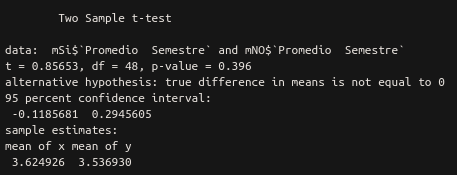 Two Sample t-test
data:  mSi$`Promedio  Semestre` and mNO$`Promedio  Semestre`
t = 0.85653, df = 48, p-value = 0.396
alternative hypothesis: true difference in means is not equal to 0
95 percent confidence interval:
 -0.1185681  0.2945605
sample estimates:
mean of x mean of y
 3.624926  3.536930